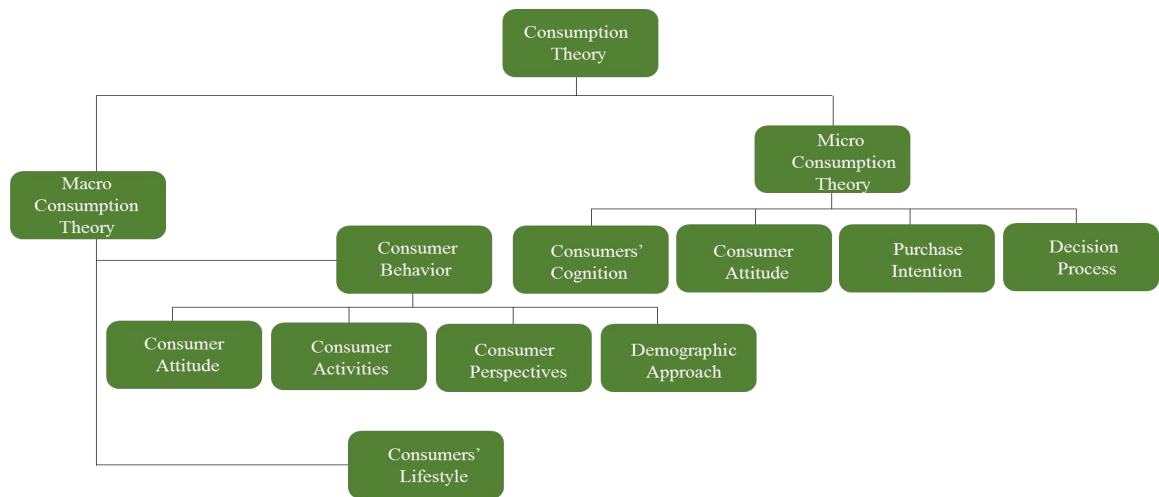 Consumption
Theory
Micro
Consumption
Theory
Macro
Consumption
Theory
Consumer
Behavior
Consumers’
Cognition
Consumer
Attitude
Purchase
Intention
Decision
Process
Consumer
Attitude
Consumer
Activities
Consumer
Perspectives
Demographic
Approach
Consumers’
Lifestyle